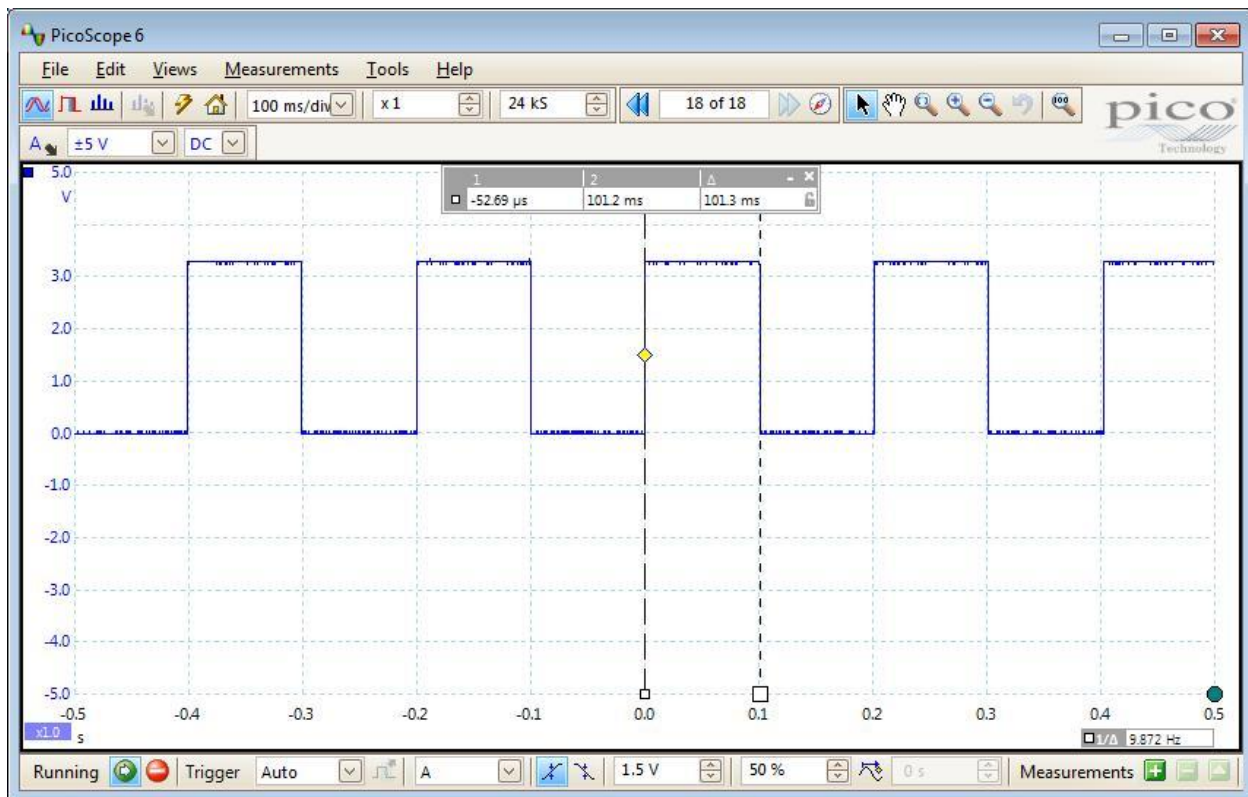 PicoScope 6
File Edit Views Measurements Tools Help
100 ms/div x 1 24 kS 18 of 18 100
pico
Technology
A ±5 V DC
1 2 Δ
-52.69 µs 101.2 ms 101.3 ms
5.0
V
3.0
2.0
1.0
0.0
-1.0
-2.0
-3.0
-4.0
-5.0
-0.5 -0.4 -0.3 -0.2 -0.1 0.0 0.1 0.2 0.3 0.4 0.5
x1.0 s
1/Δ 9.872 Hz
Running Trigger Auto A 1.5 V 50 % 0 s Measurements